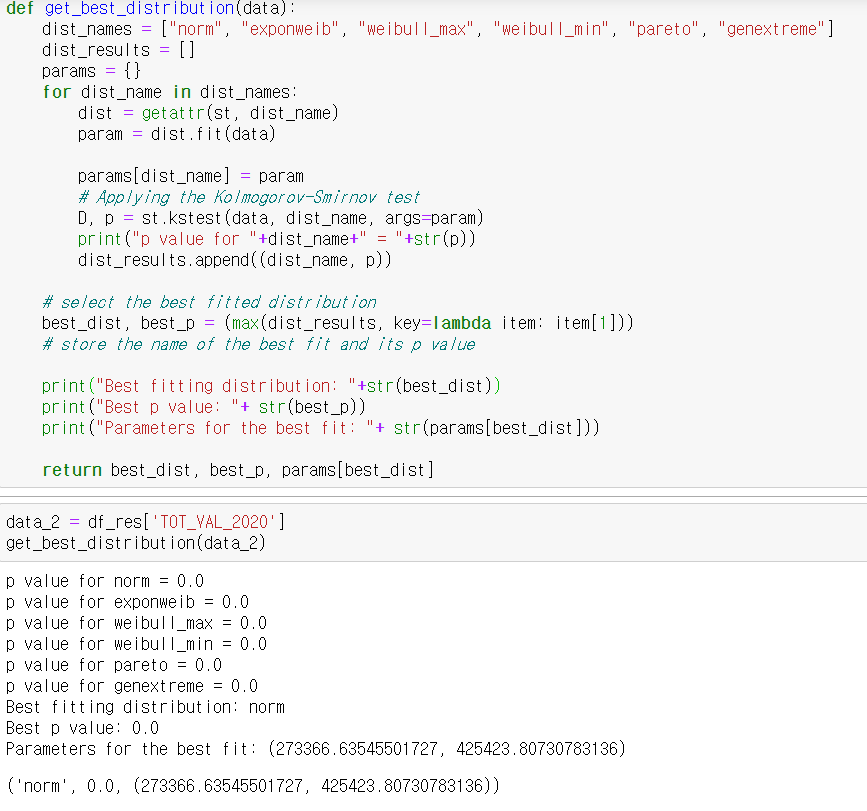 def get_best_distribution(data):
    dist_names = ["norm", "exponweib", "weibull_max", "weibull_min", "pareto", "genextreme"]
    dist_results = []
    params = {}
    for dist_name in dist_names:
        dist = getattr(st, dist_name)
        param = dist.fit(data)

        params[dist_name] = param
        # Applying the Kolmogorov-Smirnov test
        D, p = st.kstest(data, dist_name, args=param)
        print("p value for "+dist_name+" = "+str(p))
        dist_results.append((dist_name, p))

    # select the best fitted distribution
    best_dist, best_p = (max(dist_results, key=lambda item: item[1]))
    # store the name of the best fit and its p value

    print("Best fitting distribution: "+str(best_dist))
    print("Best p value: "+ str(best_p))
    print("Parameters for the best fit: "+ str(params[best_dist]))

    return best_dist, best_p, params[best_dist]

data_2 = df_res['TOT_VAL_2020']
get_best_distribution(data_2)

p value for norm = 0.0
p value for exponweib = 0.0
p value for weibull_max = 0.0
p value for weibull_min = 0.0
p value for pareto = 0.0
p value for genextreme = 0.0
Best fitting distribution: norm
Best p value: 0.0
Parameters for the best fit: (273366.63545501727, 425423.80730783136)

('norm', 0.0, (273366.63545501727, 425423.80730783136))